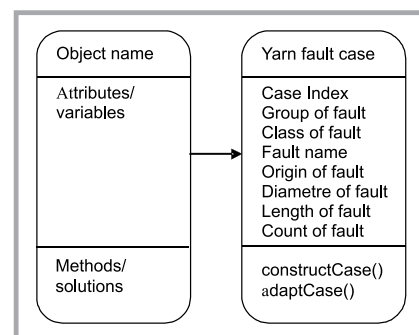 Object name
Attributes/
variables
Methods/
solutions
Yarn fault case
Case Index
Group of fault
Class of fault
Fault name
Origin of fault
Diametre of fault
Length of fault
Count of fault
constructCase()
adaptCase()